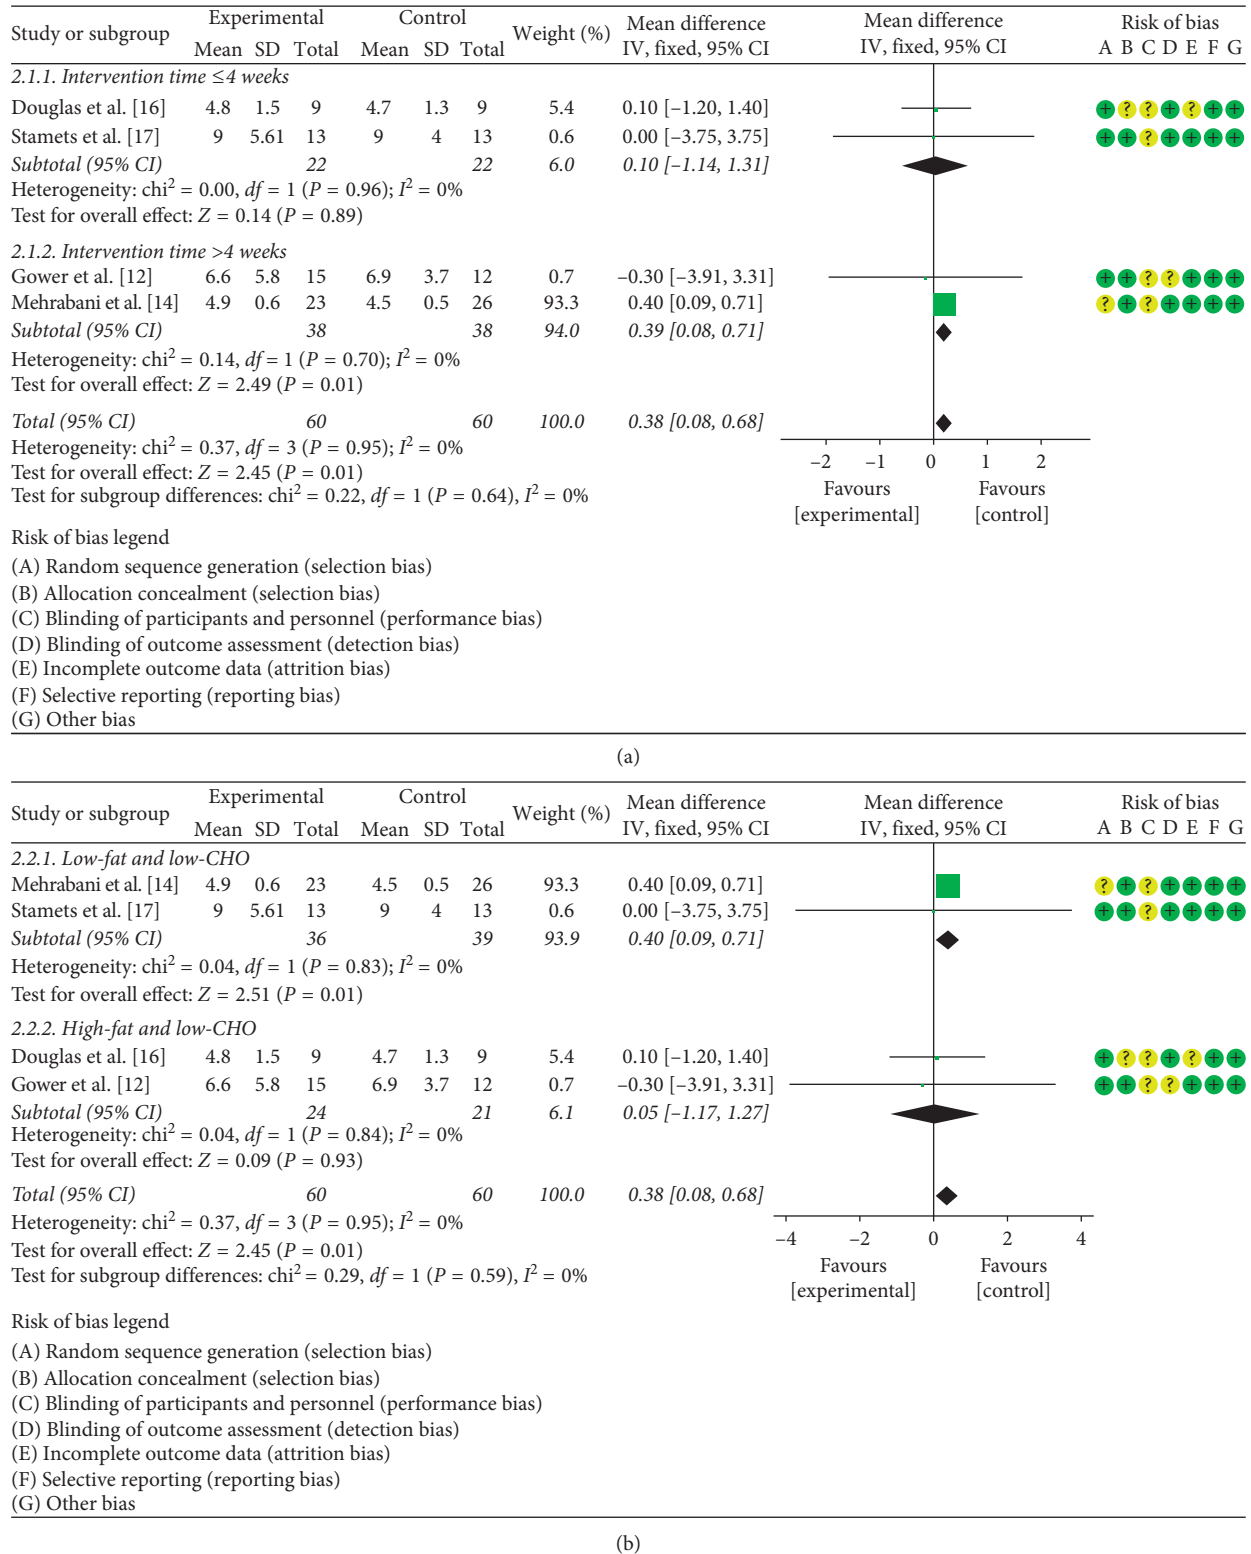 Study or subgroup Experimental Control Weight (%) Mean difference Mean difference Risk of bias
Mean SD Total Mean SD Total IV, fixed, 95% CI IV, fixed, 95% CI A B C D E F G
2.1.1. Intervention time ≤4 weeks
Douglas et al. [16] 4.8 1.5 9 4.7 1.3 9 5.4 0.10 [–1.20, 1.40] + ? ? + ? + +
Stamets et al. [17] 9 5.61 13 9 4 13 0.6 0.00 [–3.75, 3.75] + + ? + + + +
Subtotal (95% CI) 22 22 6.0 0.10 [–1.14, 1.31]
Heterogeneity: chi² = 0.00, df = 1 (P = 0.96); I² = 0%
Test for overall effect: Z = 0.14 (P = 0.89)
2.1.2. Intervention time >4 weeks
Gower et al. [12] 6.6 5.8 15 6.9 3.7 12 0.7 –0.30 [–3.91, 3.31] + + ? ? + + +
Mehrabani et al. [14] 4.9 0.6 23 4.5 0.5 26 93.3 0.40 [0.09, 0.71] ? + ? + + + +
Subtotal (95% CI) 38 38 94.0 0.39 [0.08, 0.71]
Heterogeneity: chi² = 0.14, df = 1 (P = 0.70); I² = 0%
Test for overall effect: Z = 2.49 (P = 0.01)
Total (95% CI) 60 60 100.0 0.38 [0.08, 0.68]
Heterogeneity: chi² = 0.37, df = 3 (P = 0.95); I² = 0%
Test for overall effect: Z = 2.45 (P = 0.01)
Test for subgroup differences: chi² = 0.22, df = 1 (P = 0.64), I² = 0%
–2 –1 0 1 2
Favours Favours
[experimental] [control]
Risk of bias legend
(A) Random sequence generation (selection bias)
(B) Allocation concealment (selection bias)
(C) Blinding of participants and personnel (performance bias)
(D) Blinding of outcome assessment (detection bias)
(E) Incomplete outcome data (attrition bias)
(F) Selective reporting (reporting bias)
(G) Other bias
(a)
Study or subgroup Experimental Control Weight (%) Mean difference Mean difference Risk of bias
Mean SD Total Mean SD Total IV, fixed, 95% CI IV, fixed, 95% CI A B C D E F G
2.2.1. Low-fat and low-CHO
Mehrabani et al. [14] 4.9 0.6 23 4.5 0.5 26 93.3 0.40 [0.09, 0.71] ? + ? + + + +
Stamets et al. [17] 9 5.61 13 9 4 13 0.6 0.00 [–3.75, 3.75] + + ? + + + +
Subtotal (95% CI) 36 39 93.9 0.40 [0.09, 0.71]
Heterogeneity: chi² = 0.04, df = 1 (P = 0.83); I² = 0%
Test for overall effect: Z = 2.51 (P = 0.01)
2.2.2. High-fat and low-CHO
Douglas et al. [16] 4.8 1.5 9 4.7 1.3 9 5.4 0.10 [–1.20, 1.40] + ? ? + ? + +
Gower et al. [12] 6.6 5.8 15 6.9 3.7 12 0.7 –0.30 [–3.91, 3.31] + + ? ? + + +
Subtotal (95% CI) 24 21 6.1 0.05 [–1.17, 1.27]
Heterogeneity: chi² = 0.04, df = 1 (P = 0.84); I² = 0%
Test for overall effect: Z = 0.09 (P = 0.93)
Total (95% CI) 60 60 100.0 0.38 [0.08, 0.68]
Heterogeneity: chi² = 0.37, df = 3 (P = 0.95); I² = 0%
Test for overall effect: Z = 2.45 (P = 0.01)
Test for subgroup differences: chi² = 0.29, df = 1 (P = 0.59), I² = 0%
–4 –2 0 2 4
Favours Favours
[experimental] [control]
Risk of bias legend
(A) Random sequence generation (selection bias)
(B) Allocation concealment (selection bias)
(C) Blinding of participants and personnel (performance bias)
(D) Blinding of outcome assessment (detection bias)
(E) Incomplete outcome data (attrition bias)
(F) Selective reporting (reporting bias)
(G) Other bias
(b)